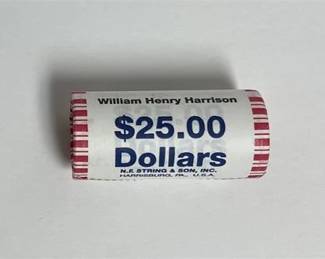 William Henry Harrison
$25.00
Dollars
N.F. STRING & SON, INC.
HARRISBURG, PA., U.S.A.